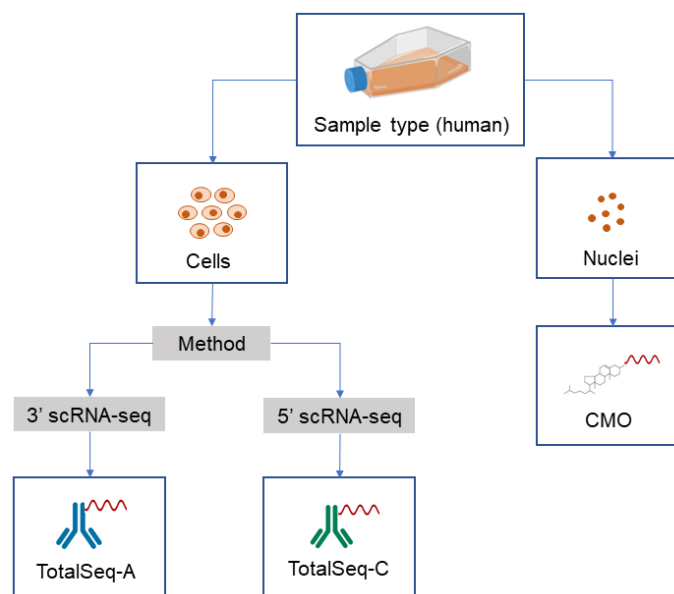 Sample type (human)
Cells
Nuclei
Method
CMO
3’ scRNA-seq
5’ scRNA-seq
TotalSeq-A
TotalSeq-C